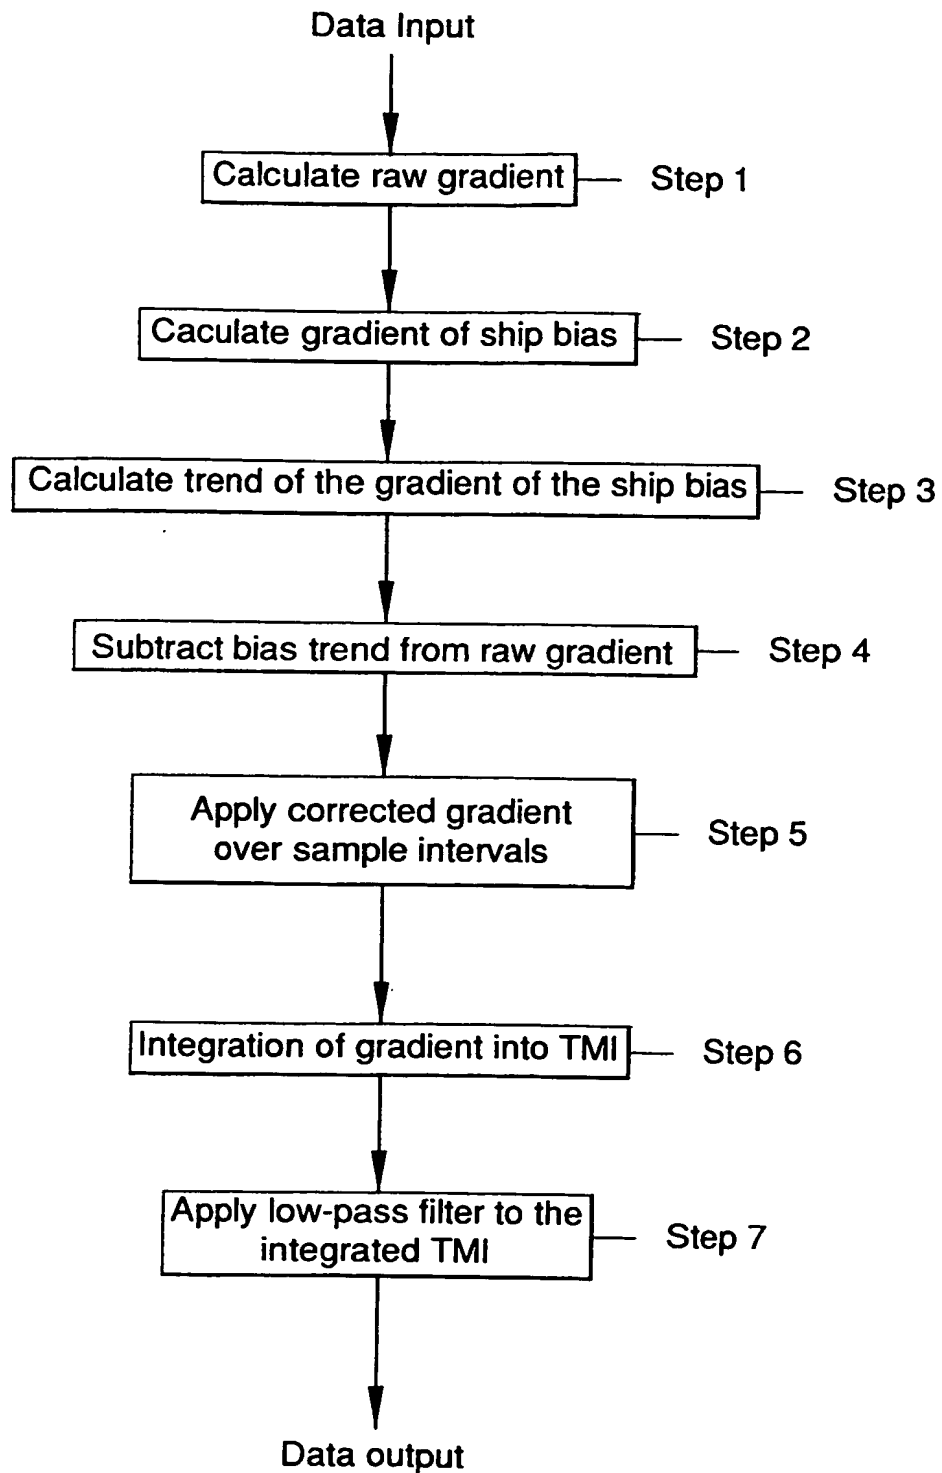 Data Input
Calculate raw gradient
Step 1
Caculate gradient of ship bias
Step 2
Calculate trend of the gradient of the ship bias
Step 3
Subtract bias trend from raw gradient
Step 4
Apply corrected gradient
over sample intervals
Step 5
Integration of gradient into TMI
Step 6
Apply low-pass filter to the
integrated TMI
Step 7
Data output